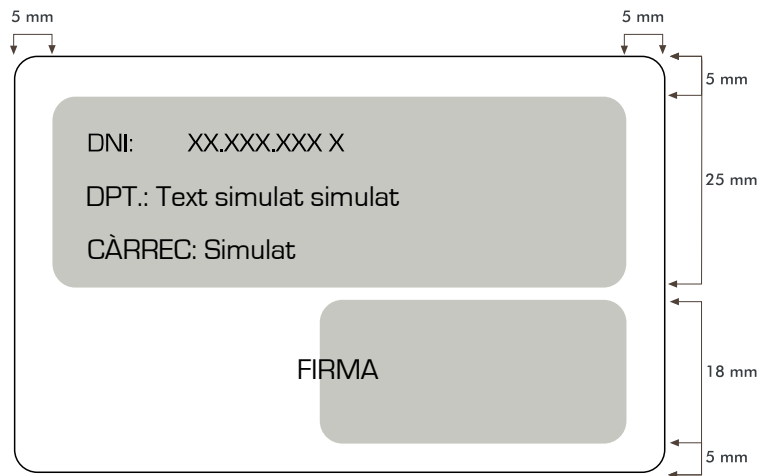 5 mm 5 mm
5 mm
DNI: XX.XXX.XXX X
25 mm
DPT.: Text simulat simulat
CÀRREC: Simulat
FIRMA
18 mm
5 mm